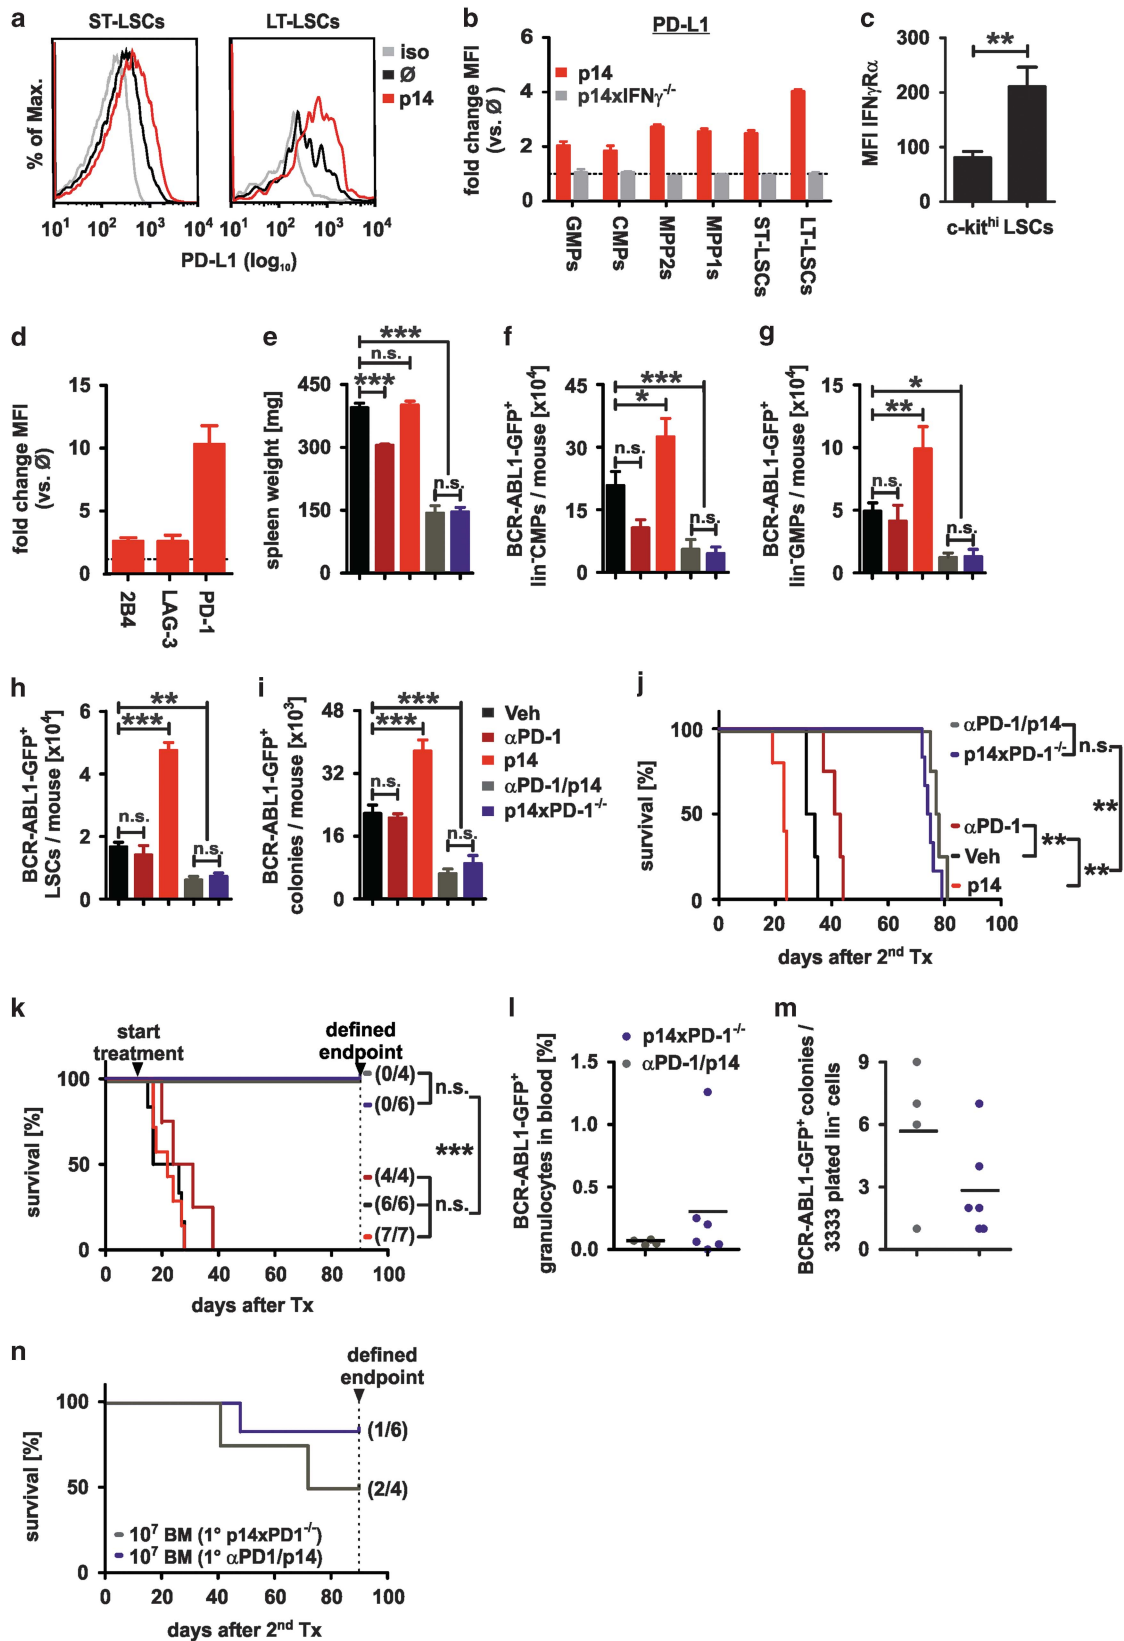 a
ST-LSCs
LT-LSCs
iso
Ø
p14
% of Max.
10¹ 10² 10³ 10⁴
10¹ 10² 10³ 10⁴
PD-L1 (log₁₀)
b
PD-L1
p14
p14xIFNγ⁻/⁻
fold change MFI
(vs. Ø )
6
4
2
0
GMPs
CMPs
MPP2s
MPP1s
ST-LSCs
LT-LSCs
c
**
MFI IFNγRα
300
200
100
0
c-kitʰⁱ LSCs
d
fold change MFI
(vs. Ø)
15
10
5
0
2B4
LAG-3
PD-1
e
***
n.s.
***
n.s.
spleen weight [mg]
450
300
150
0
f
***
*
n.s.
n.s.
BCR-ABL1-GFP⁺
lin⁻CMPs / mouse [x10⁴]
45
30
15
0
g
*
**
n.s.
n.s.
BCR-ABL1-GFP⁺
lin⁻GMPs / mouse [x10⁴]
15
10
5
0
h
**
***
n.s.
n.s.
BCR-ABL1-GFP⁺
LSCs / mouse [x10⁴]
6
4
2
0
i
***
***
n.s.
n.s.
BCR-ABL1-GFP⁺
colonies / mouse [x10³]
48
32
16
0
Veh
αPD-1
p14
αPD-1/p14
p14xPD-1⁻/⁻
j
survival [%]
100
50
0
0 20 40 60 80 100
days after 2ⁿᵈ Tx
αPD-1/p14
p14xPD-1⁻/⁻
n.s.
**
αPD-1
Veh
p14
**
**
k
start
treatment
defined
endpoint
survival [%]
100
50
0
0 20 40 60 80 100
days after Tx
(0/4)
(0/6)
n.s.
***
(4/4)
(6/6)
(7/7)
n.s.
l
p14xPD-1⁻/⁻
αPD-1/p14
BCR-ABL1-GFP⁺
granulocytes in blood [%]
1.5
1.0
0.5
0.0
m
BCR-ABL1-GFP⁺ colonies /
3333 plated lin⁻ cells
9
6
3
0
n
defined
endpoint
survival [%]
100
50
0
(1/6)
(2/4)
10⁷ BM (1° p14xPD1⁻/⁻)
10⁷ BM (1° αPD1/p14)
0 20 40 60 80 100
days after 2ⁿᵈ Tx